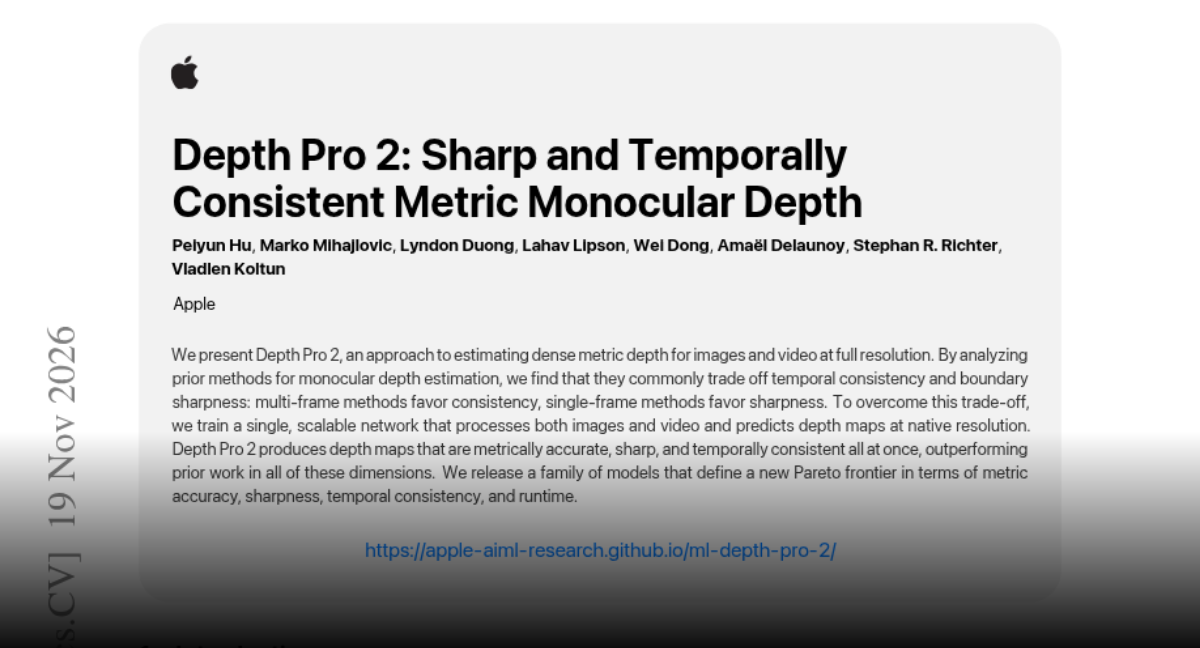 Depth Pro 2: Sharp and Temporally
Consistent Metric Monocular Depth
Peiyun Hu, Marko Mihajlovic, Lyndon Duong, Lahav Lipson, Wei Dong, Amaël Delaunoy, Stephan R. Richter,
Vladlen Koltun
Apple
We present Depth Pro 2, an approach to estimating dense metric depth for images and video at full resolution. By analyzing
prior methods for monocular depth estimation, we find that they commonly trade off temporal consistency and boundary
sharpness: multi-frame methods favor consistency, single-frame methods favor sharpness. To overcome this trade-off,
we train a single, scalable network that processes both images and video and predicts depth maps at native resolution.
Depth Pro 2 produces depth maps that are metrically accurate, sharp, and temporally consistent all at once, outperforming
prior work in all of these dimensions. We release a family of models that define a new Pareto frontier in terms of metric
accuracy, sharpness, temporal consistency, and runtime.
https://apple-aiml-research.github.io/ml-depth-pro-2/
s.CV] 19 Nov 2026